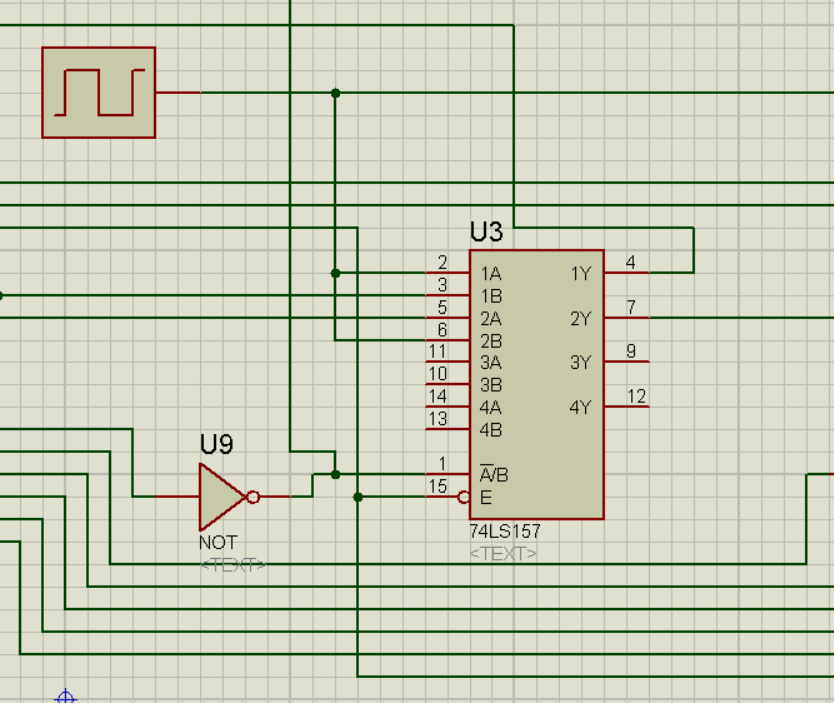 U3
2 1A 1Y 4
3 1B
5 2A 2Y 7
6 2B
11 3A 3Y 9
10 3B
14 4A 4Y 12
13 4B
1 A/B
15 E
74LS157
<TEXT>
U9
NOT
<TEXT>